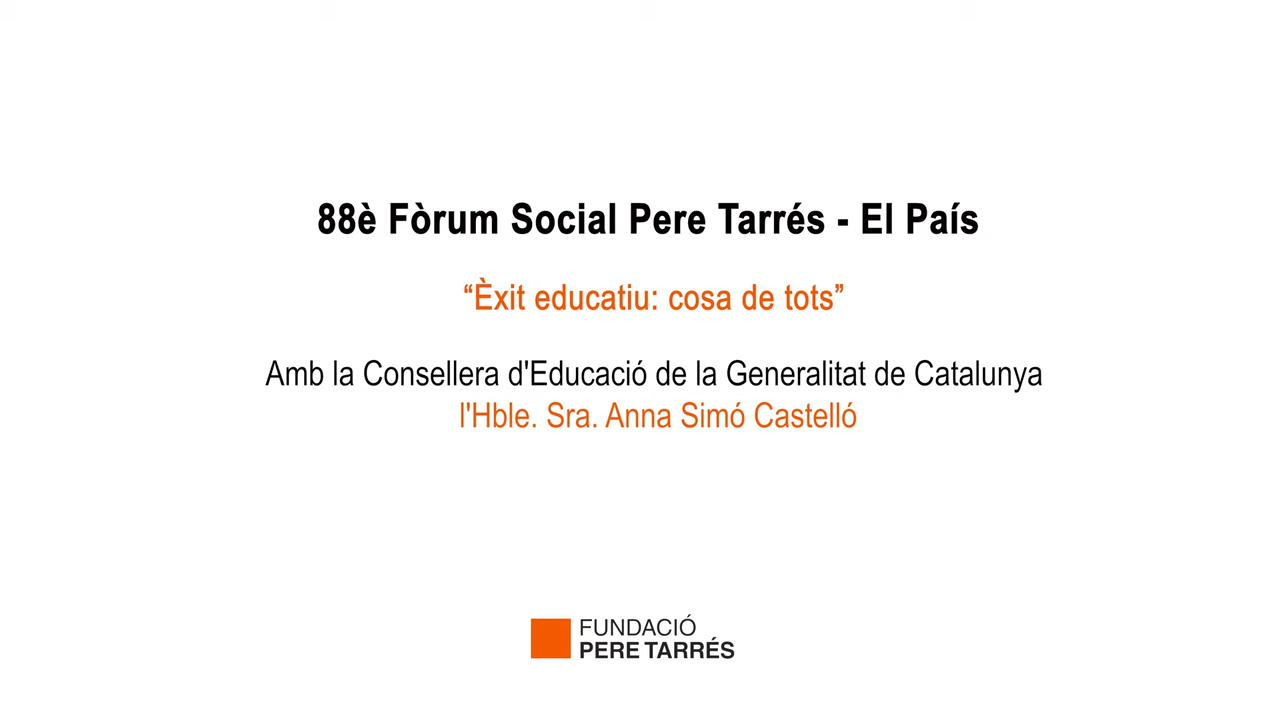 88è Fòrum Social Pere Tarrés - El País
“Èxit educatiu: cosa de tots”
Amb la Consellera d'Educació de la Generalitat de Catalunya
l'Hble. Sra. Anna Simó Castelló
FUNDACIÓ
PERE TARRÉS